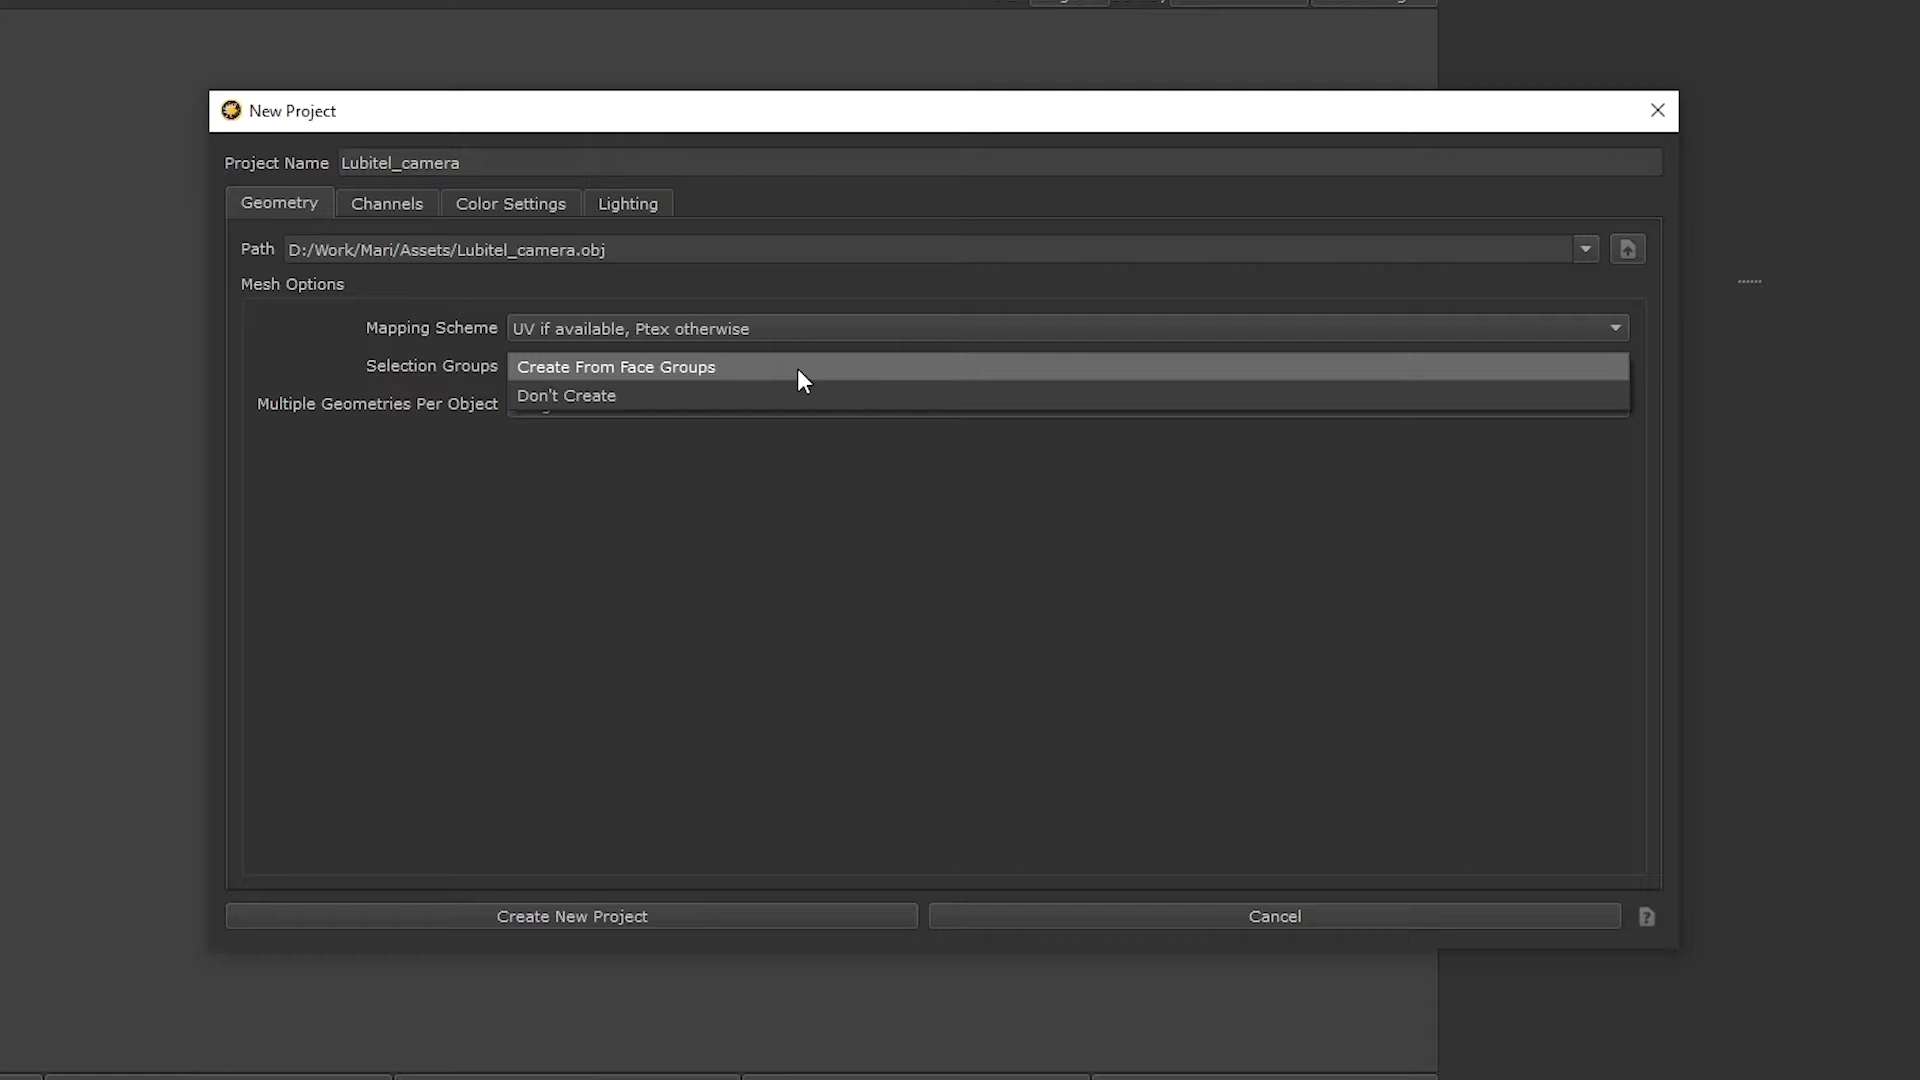 New Project
Project Name Lubitel_camera
Geometry Channels Color Settings Lighting
Path D:/Work/Mari/Assets/Lubitel_camera.obj
Mesh Options
Mapping Scheme UV if available, Ptex otherwise
Selection Groups Create From Face Groups
Don't Create
Multiple Geometries Per Object
Create New Project Cancel